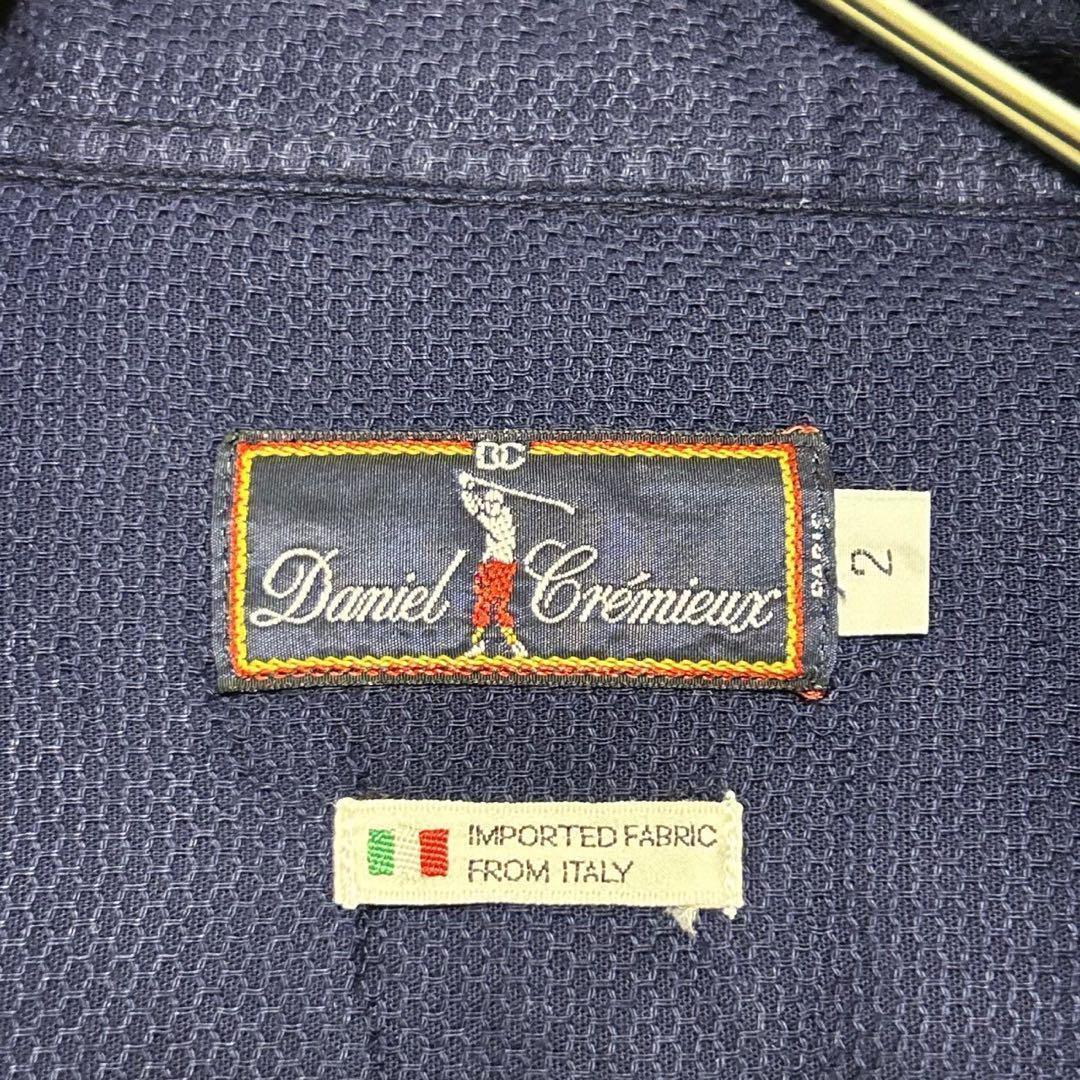 DC
Daniel Crémieux
PARIS
2
IMPORTED FABRIC
FROM ITALY